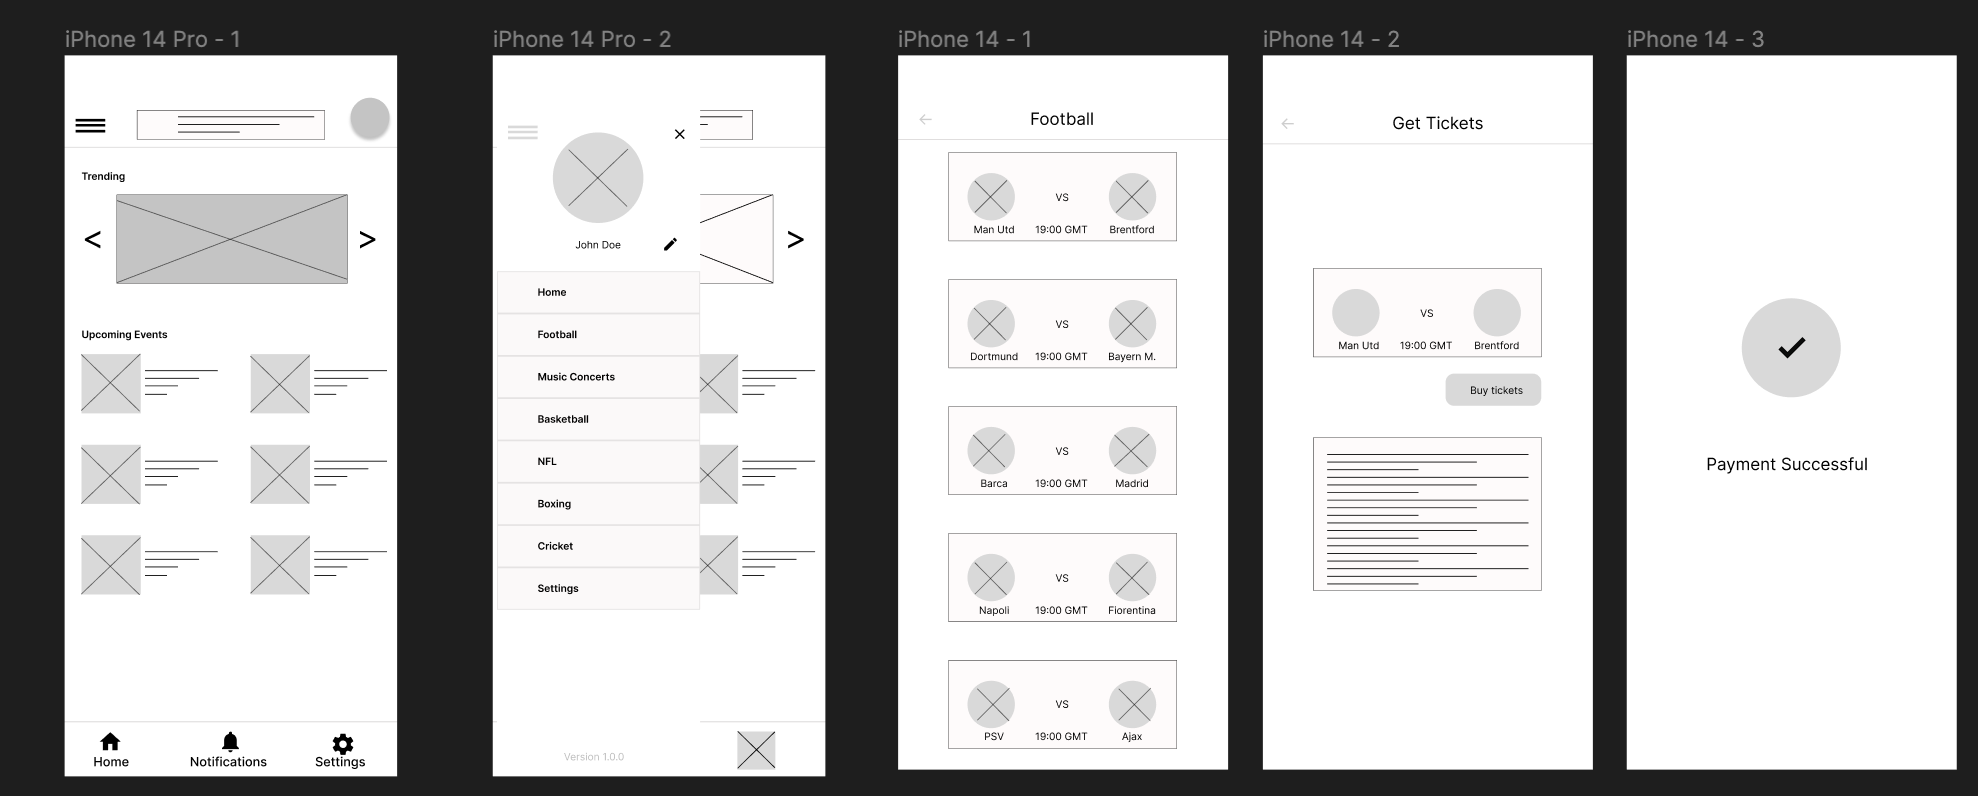 iPhone 14 Pro - 1
Trending
<
>
Upcoming Events
Home
Notifications
Settings
iPhone 14 Pro - 2
John Doe
>
Home
Football
Music Concerts
Basketball
NFL
Boxing
Cricket
Settings
Version 1.0.0
iPhone 14 - 1
Football
VS
Man Utd 19:00 GMT Brentford
VS
Dortmund 19:00 GMT Bayern M.
VS
Barca 19:00 GMT Madrid
VS
Napoli 19:00 GMT Fiorentina
VS
PSV 19:00 GMT Ajax
iPhone 14 - 2
Get Tickets
VS
Man Utd 19:00 GMT Brentford
Buy tickets
iPhone 14 - 3
Payment Successful